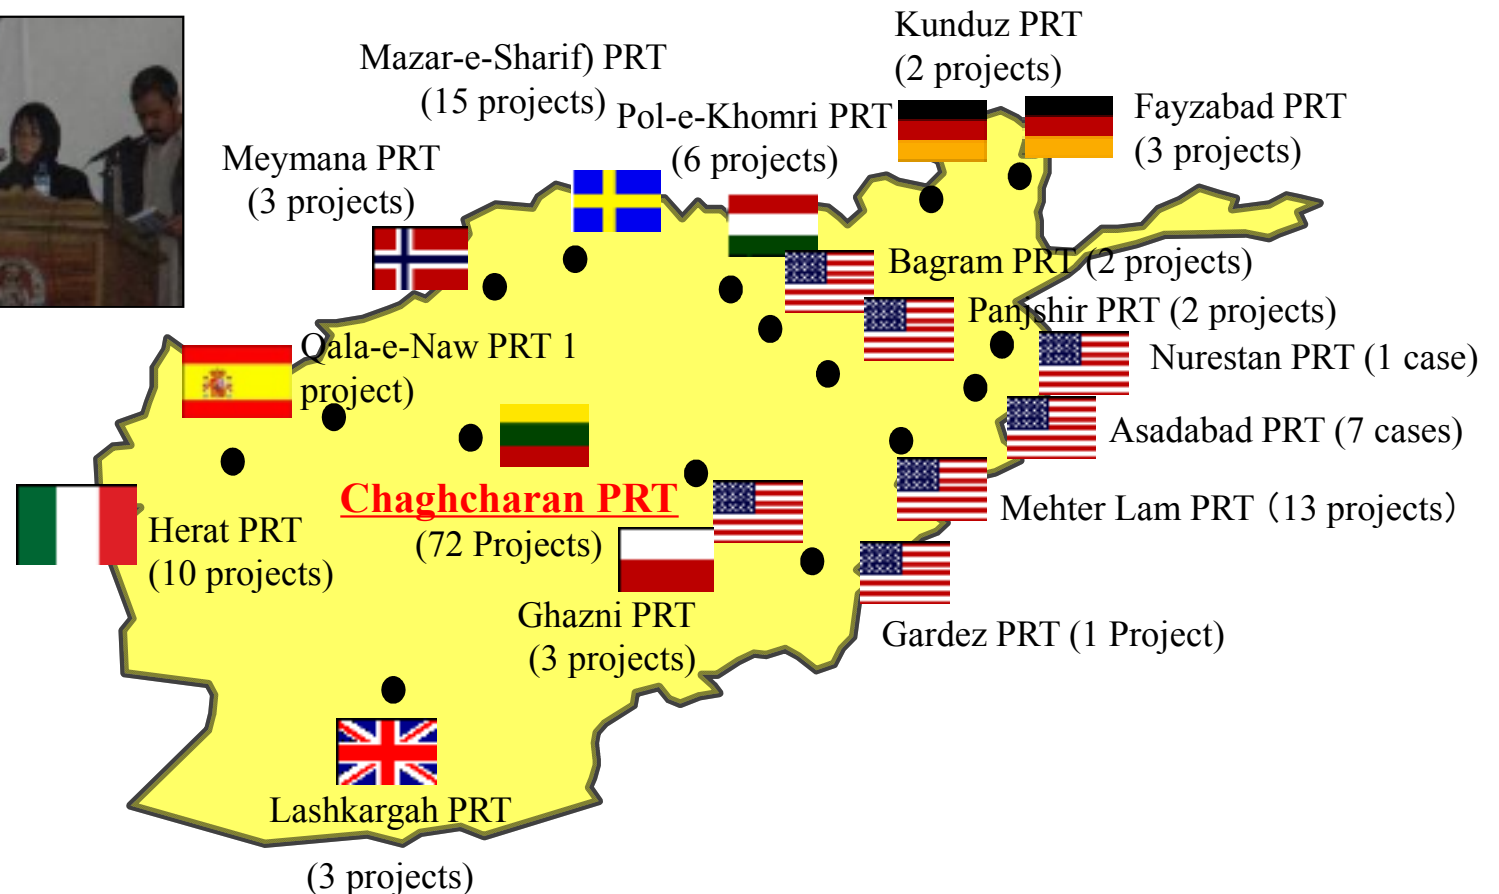 Kunduz PRT
(2 projects)
Mazar-e-Sharif) PRT
(15 projects)
Pol-e-Khomri PRT
(6 projects)
Fayzabad PRT
(3 projects)
Meymana PRT
(3 projects)
Bagram PRT (2 projects)
Panjshir PRT (2 projects)
Qala-e-Naw PRT 1
project)
Nurestan PRT (1 case)
Asadabad PRT (7 cases)
Chaghcharan PRT
(72 Projects)
Mehter Lam PRT（13 projects）
Herat PRT
(10 projects)
Ghazni PRT
(3 projects)
Gardez PRT (1 Project)
Lashkargah PRT
(3 projects)